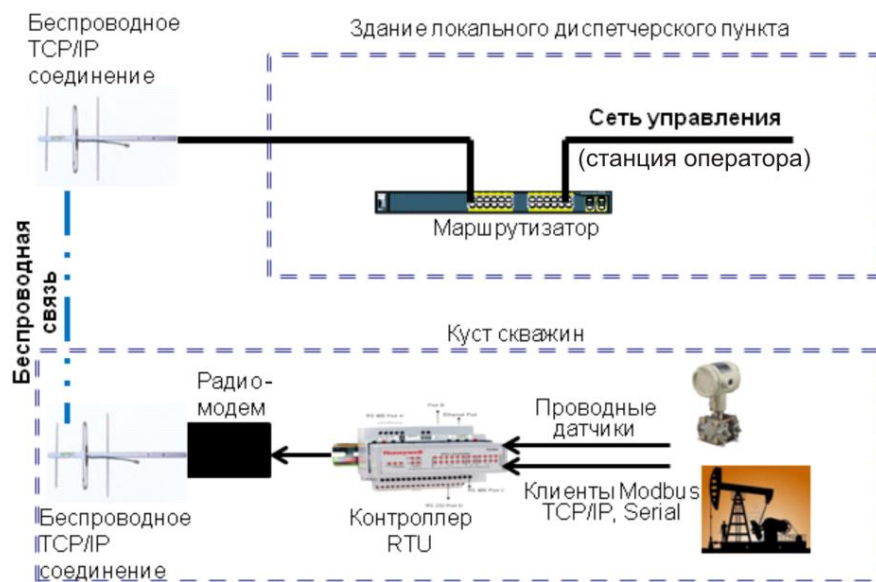 Беспроводное
TCP/IP
соединение
Здание локального диспетчерского пункта
Сеть управления
(станция оператора)
Маршрутизатор
Беспроводная
связь
Куст скважин
Радио-
модем
Проводные
датчики
Honeywell
Клиенты Modbus
TCP/IP, Serial
Контроллер
RTU
Беспроводное
TCP/IP
соединение